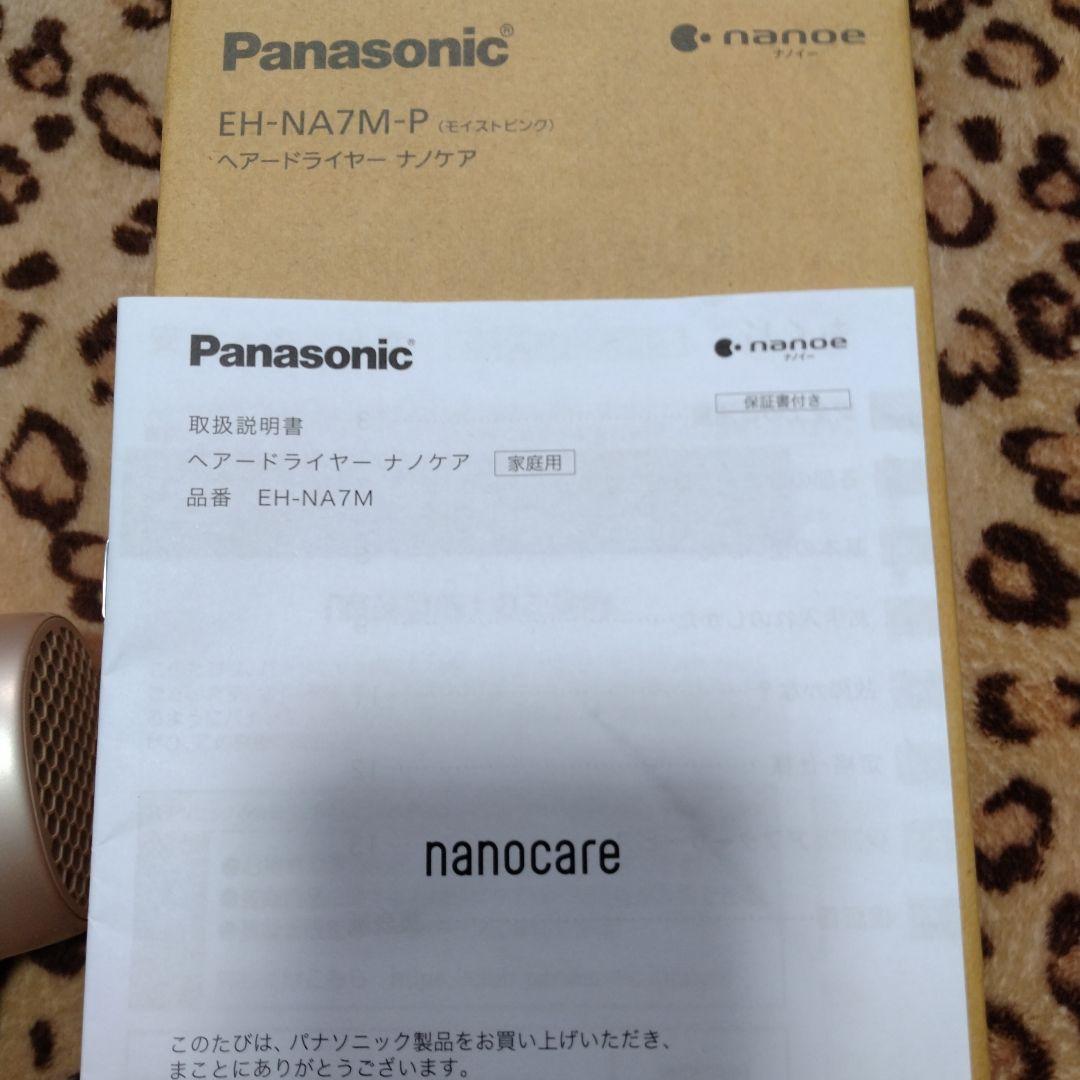 Panasonic®
nanoe
ナノイー
EH-NA7M-P (モイストピンク)
ヘアードライヤー ナノケア
Panasonic®
nanoe
ナノイー
保証書付き
取扱説明書
ヘアードライヤー ナノケア 家庭用
品番 EH-NA7M
nanocare
このたびは、パナソニック製品をお買い上げいただき、
まことにありがとうございます。